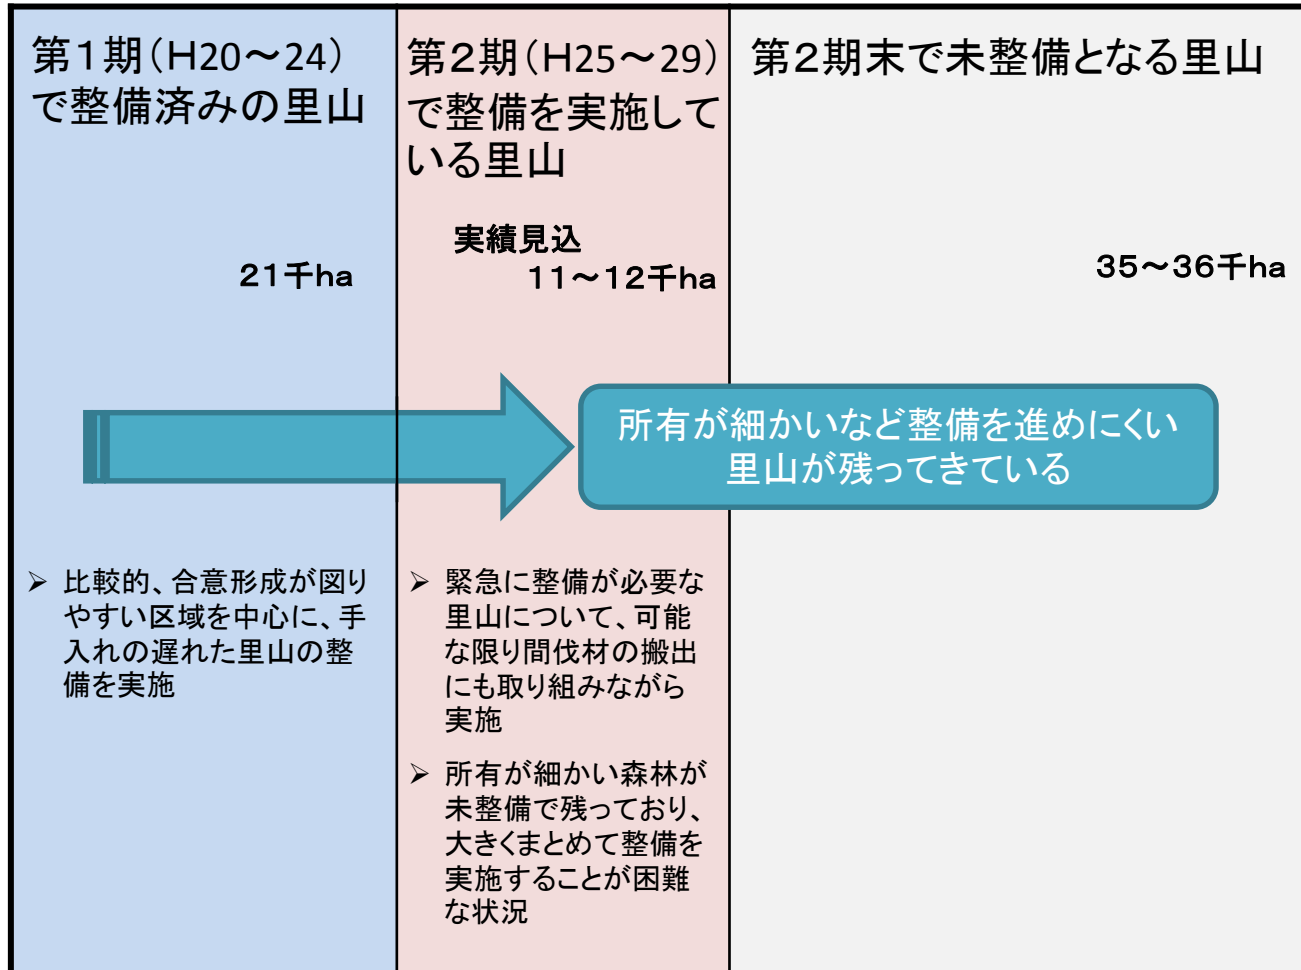 第1期(H20～24)
で整備済みの里山
21千ha
➢ 比較的、合意形成が図り
やすい区域を中心に、手
入れの遅れた里山の整
備を実施
第2期(H25～29)
で整備を実施して
いる里山
実績見込
11～12千ha
➢ 緊急に整備が必要な
里山について、可能
な限り間伐材の搬出
にも取り組みながら
実施
➢ 所有が細かい森林が
未整備で残っており、
大きくまとめて整備を
実施することが困難
な状況
第2期末で未整備となる里山
35～36千ha
所有が細かいなど整備を進めにくい
里山が残ってきている